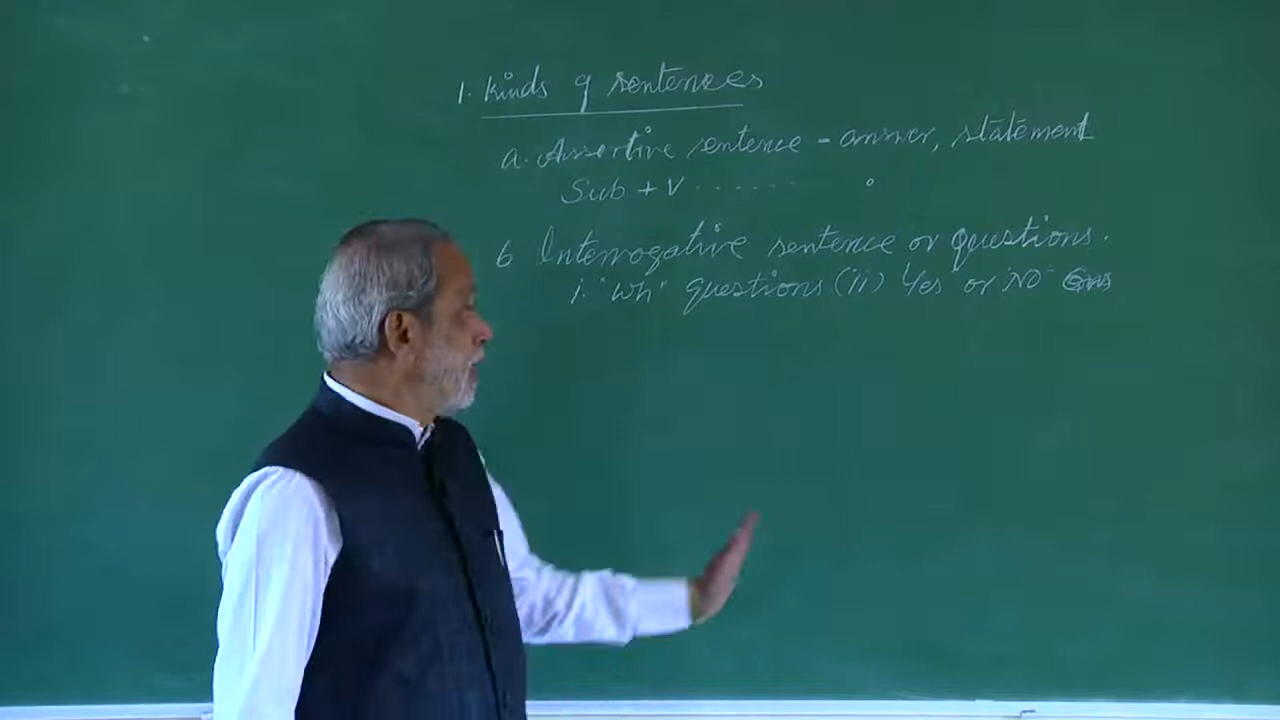 1. Kinds of sentences
a. Assertive sentence - answer, statement
Sub + V ....... .
b Interrogative sentence or questions.
i. "Wh" questions (ii) Yes or No Qns